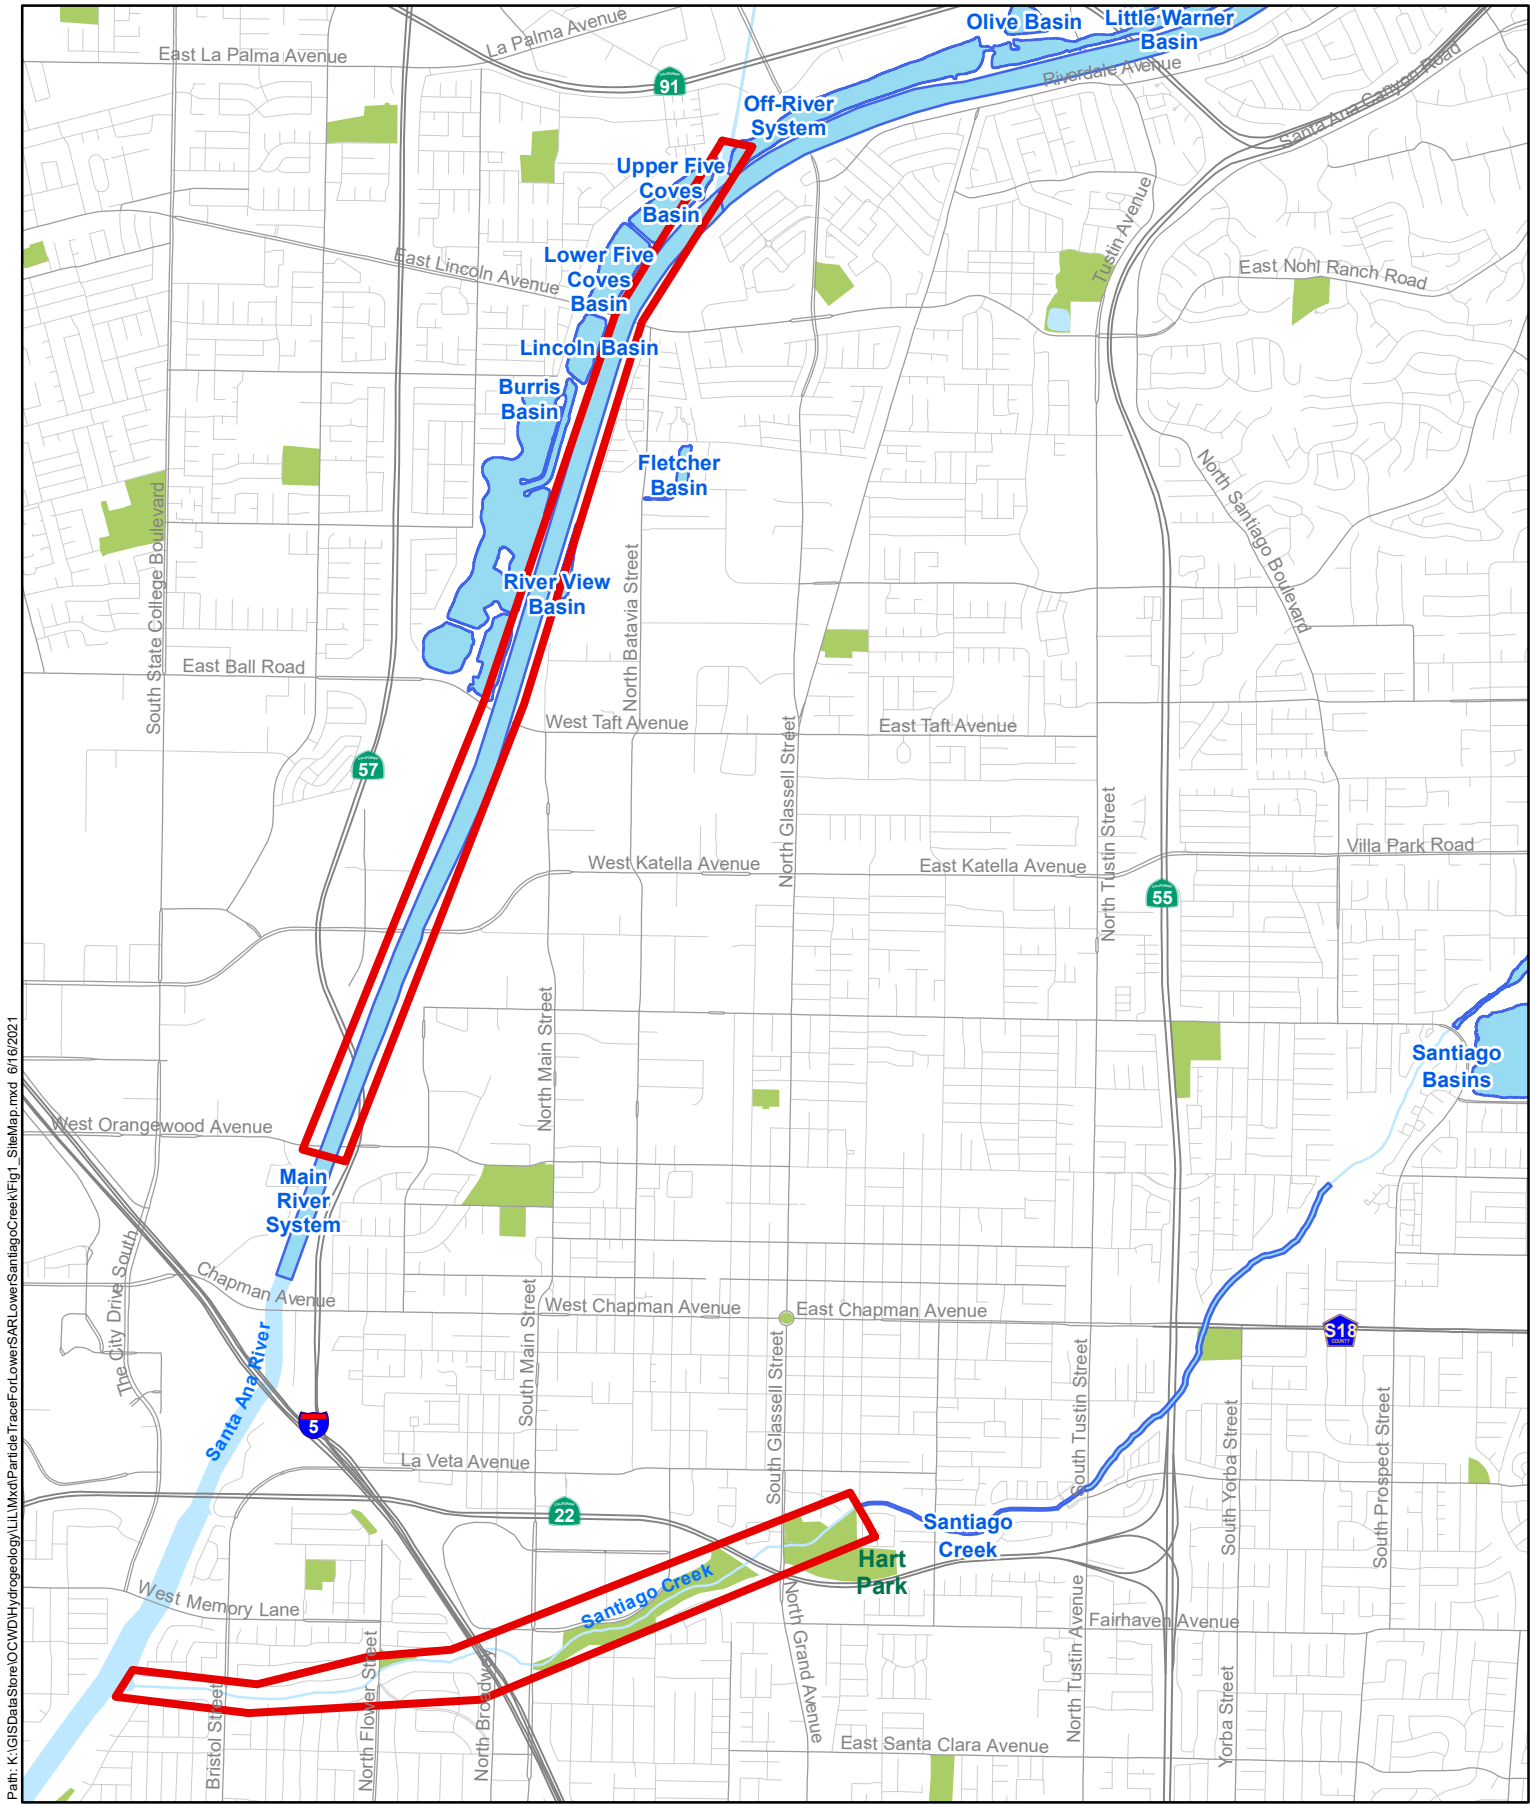 Olive Basin
Little Warner
Basin
La Palma Avenue
East La Palma Avenue
CALIFORNIA
91
Riverdale Avenue
Santa Ana Canyon Road
Off-River
System
Upper Five
Coves
Basin
Tustin Avenue
Lower Five
Coves
Basin
East Lincoln Avenue
East Nohl Ranch Road
Lincoln Basin
Burris
Basin
Fletcher
Basin
North Santiago Boulevard
South State College Boulevard
North Batavia Street
River View
Basin
East Ball Road
West Taft Avenue
East Taft Avenue
North Glassell Street
CALIFORNIA
57
North Tustin Street
Villa Park Road
West Katella Avenue
East Katella Avenue
CALIFORNIA
55
North Main Street
Santiago
Basins
West Orangewood Avenue
Main
River
System
The City Drive South
Chapman Avenue
South Main Street
West Chapman Avenue
East Chapman Avenue
S18
COUNTY
Santa Ana River
South Glassell Street
South Tustin Street
South Yorba Street
South Prospect Street
5
La Veta Avenue
CALIFORNIA
22
Santiago
Creek
Hart
Park
Santiago Creek
West Memory Lane
North Grand Avenue
North Tustin Avenue
Fairhaven Avenue
Bristol Street
North Flower Street
North Broadway
Yorba Street
East Santa Clara Avenue
Path: K:\GISDataStore\OCWD\Hydrogeology\LiL\Mxd\ParticleTraceForLowerSARLowerSantiagoCreek\Fig1_SiteMap.mxd 6/16/2021